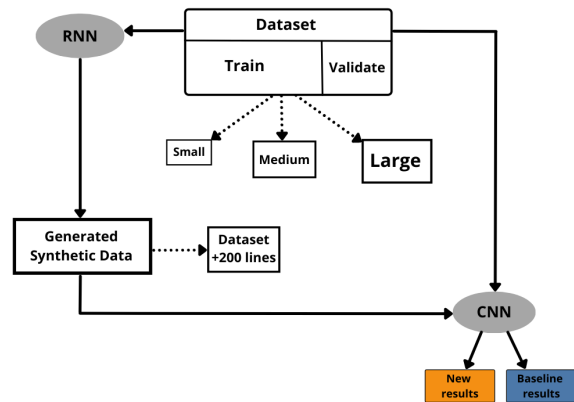 Dataset
RNN
Train
Validate
Small
Medium
Large
Generated
Synthetic Data
Dataset
+200 lines
CNN
New
results
Baseline
results